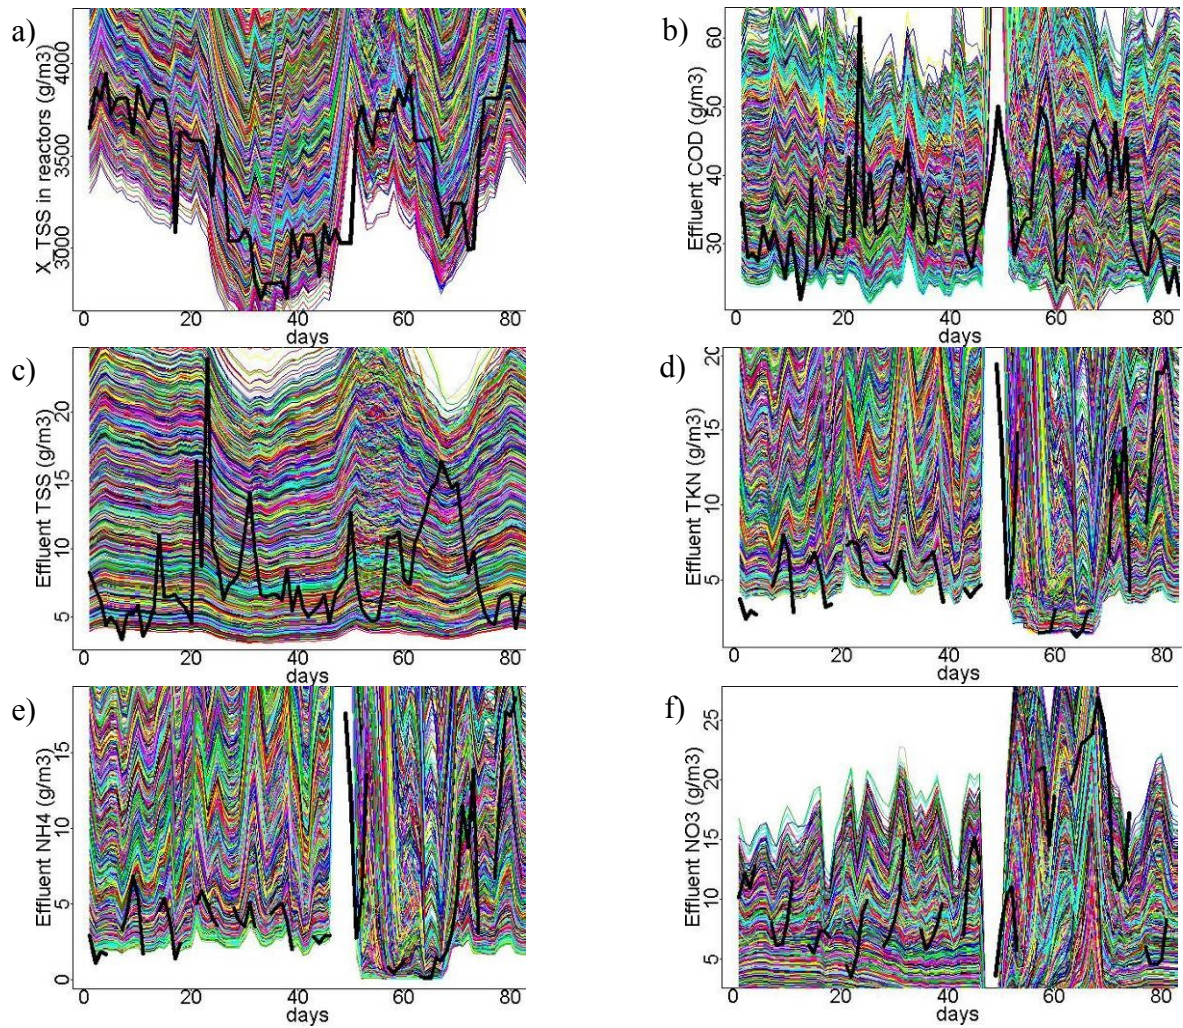 a)
X_TSS in reactors (g/m3)
4000
3500
3000
0 20 40 60 80
days
b)
Effluent COD (g/m3)
60
50
40
30
0 20 40 60 80
days
c)
Effluent TSS (g/m3)
20
15
10
5
0 20 40 60 80
days
d)
Effluent TKN (g/m3)
20
15
10
5
0 20 40 60 80
days
e)
Effluent NH4 (g/m3)
15
10
5
0
0 20 40 60 80
days
f)
Effluent NO3 (g/m3)
25
20
15
10
5
0 20 40 60 80
days